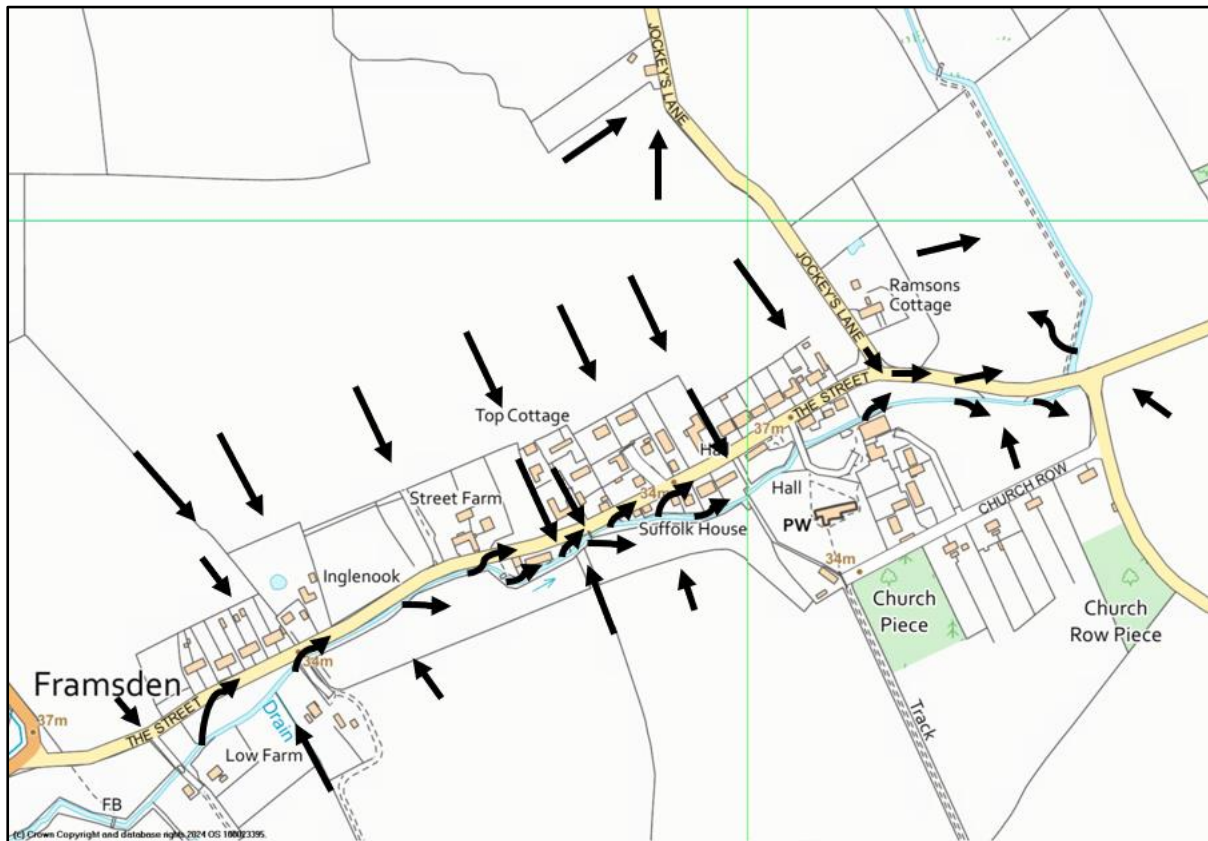 JOCKEY'S LANE
JOCKEY'S LANE
Ramsons
Cottage
THE STREET
37m
Top Cottage
Hall
Street Farm
34m
Hall
Suffolk House
PW
CHURCH ROW
34m
Inglenook
Church
Piece
Church
Row Piece
34m
Framsden
37m
THE STREET
Drain
Low Farm
Track
FB
(c) Crown Copyright and database rights 2024 OS 100023395.